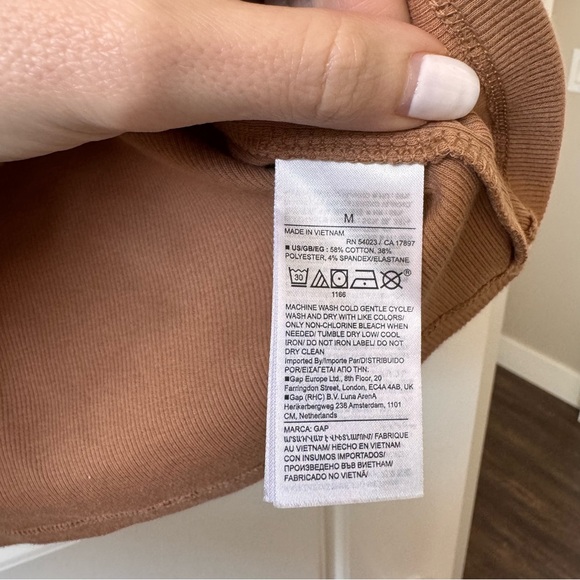 M
MADE IN VIETNAM
RN 54023 / CA 17897
■ US/GB/EG : 58% COTTON, 38%
POLYESTER, 4% SPANDEX/ELASTANE
30
®
1166
MACHINE WASH COLD GENTLE CYCLE/
WASH AND DRY WITH LIKE COLORS/
ONLY NON-CHLORINE BLEACH WHEN
NEEDED/ TUMBLE DRY LOW/ COOL
IRON/ DO NOT IRON LABEL/ DO NOT
DRY CLEAN
Imported by/Importe Par/DISTRIBUIDO
POR/ΕΙΣΑΓΕΤΑΙ ΑΠΟ ΤΗΝ:
■Gap Europe Ltd., 8th Floor, 20
Farringdon Street, London, EC4A 4AB, UK
■Gap (RHC) B.V. Luna ArenA
Herikerbergweg 238 Amsterdam, 1101
CM, Netherlands
MARCA: GAP
ԱՐՏԱԴՐՎԱԾ Է ՎԻԵՏՆԱՄՈՒՄ/ FABRIQUE
AU VIETNAM/ HECHO EN VIETNAM
CON INSUMOS IMPORTADOS/
ПРОИЗВЕДЕНО ВЪВ ВИЕТНАМ/
FABRICADO NO VIETNÃ/